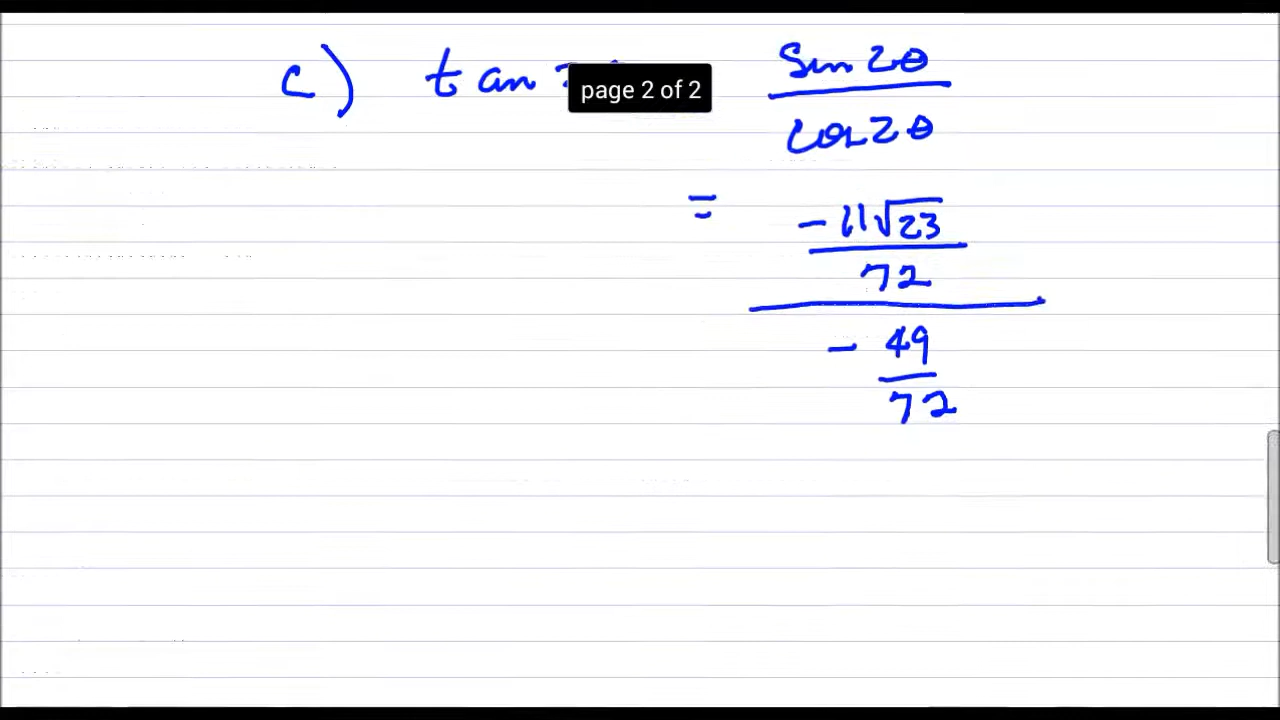 c) tan
page 2 of 2
sin2θ
cos2θ
=
-11√23
72
- 49
72